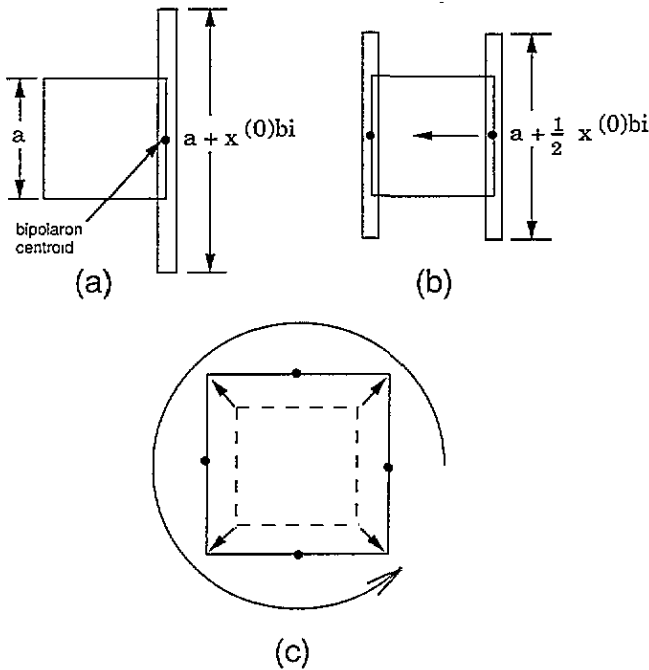 a
a + x^(0)bi
bipolaron
centroid
(a)
a + 1/2 x^(0)bi
(b)
(c)